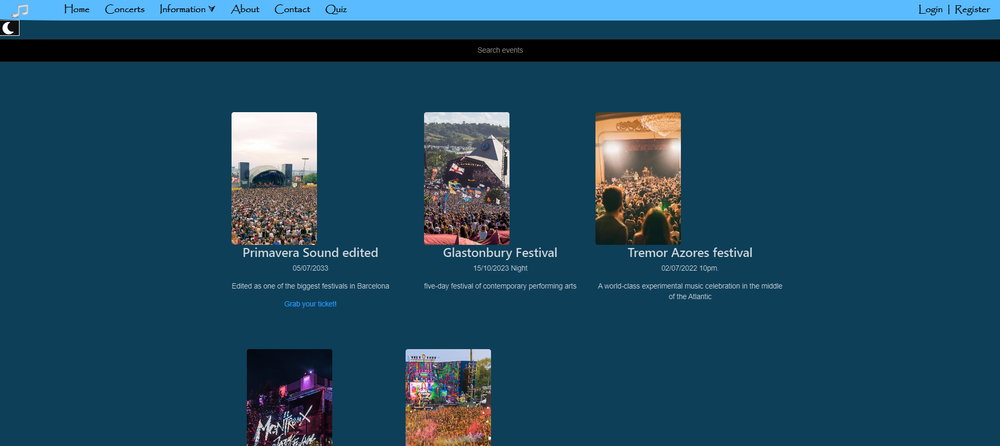 Home Concerts Information About Contact Quiz Login | Register
Search events
Primavera Sound edited
05/07/2033
Edited as one of the biggest festivals in Barcelona
Grab your ticket!
Glastonbury Festival
15/10/2023 Night
five-day festival of contemporary performing arts
Tremor Azores festival
02/07/2022 10pm.
A world-class experimental music celebration in the middle
of the Atlantic
MONTREUX